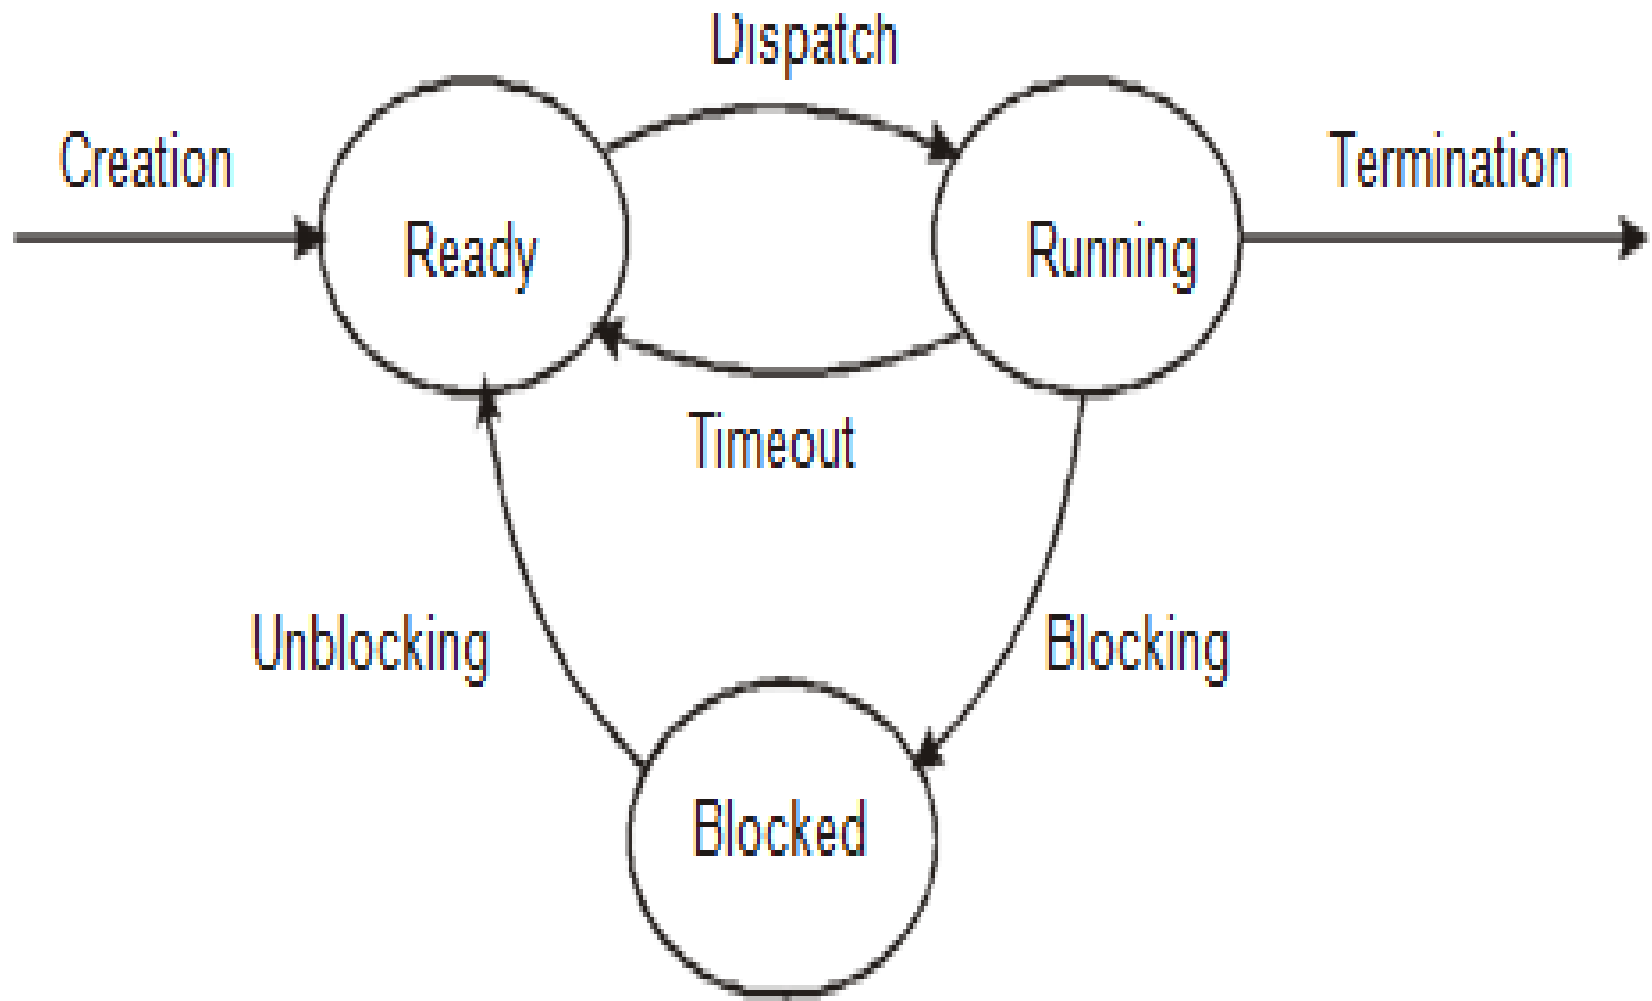 Dispatch
Creation
Termination
Ready
Running
Timeout
Unblocking
Blocking
Blocked